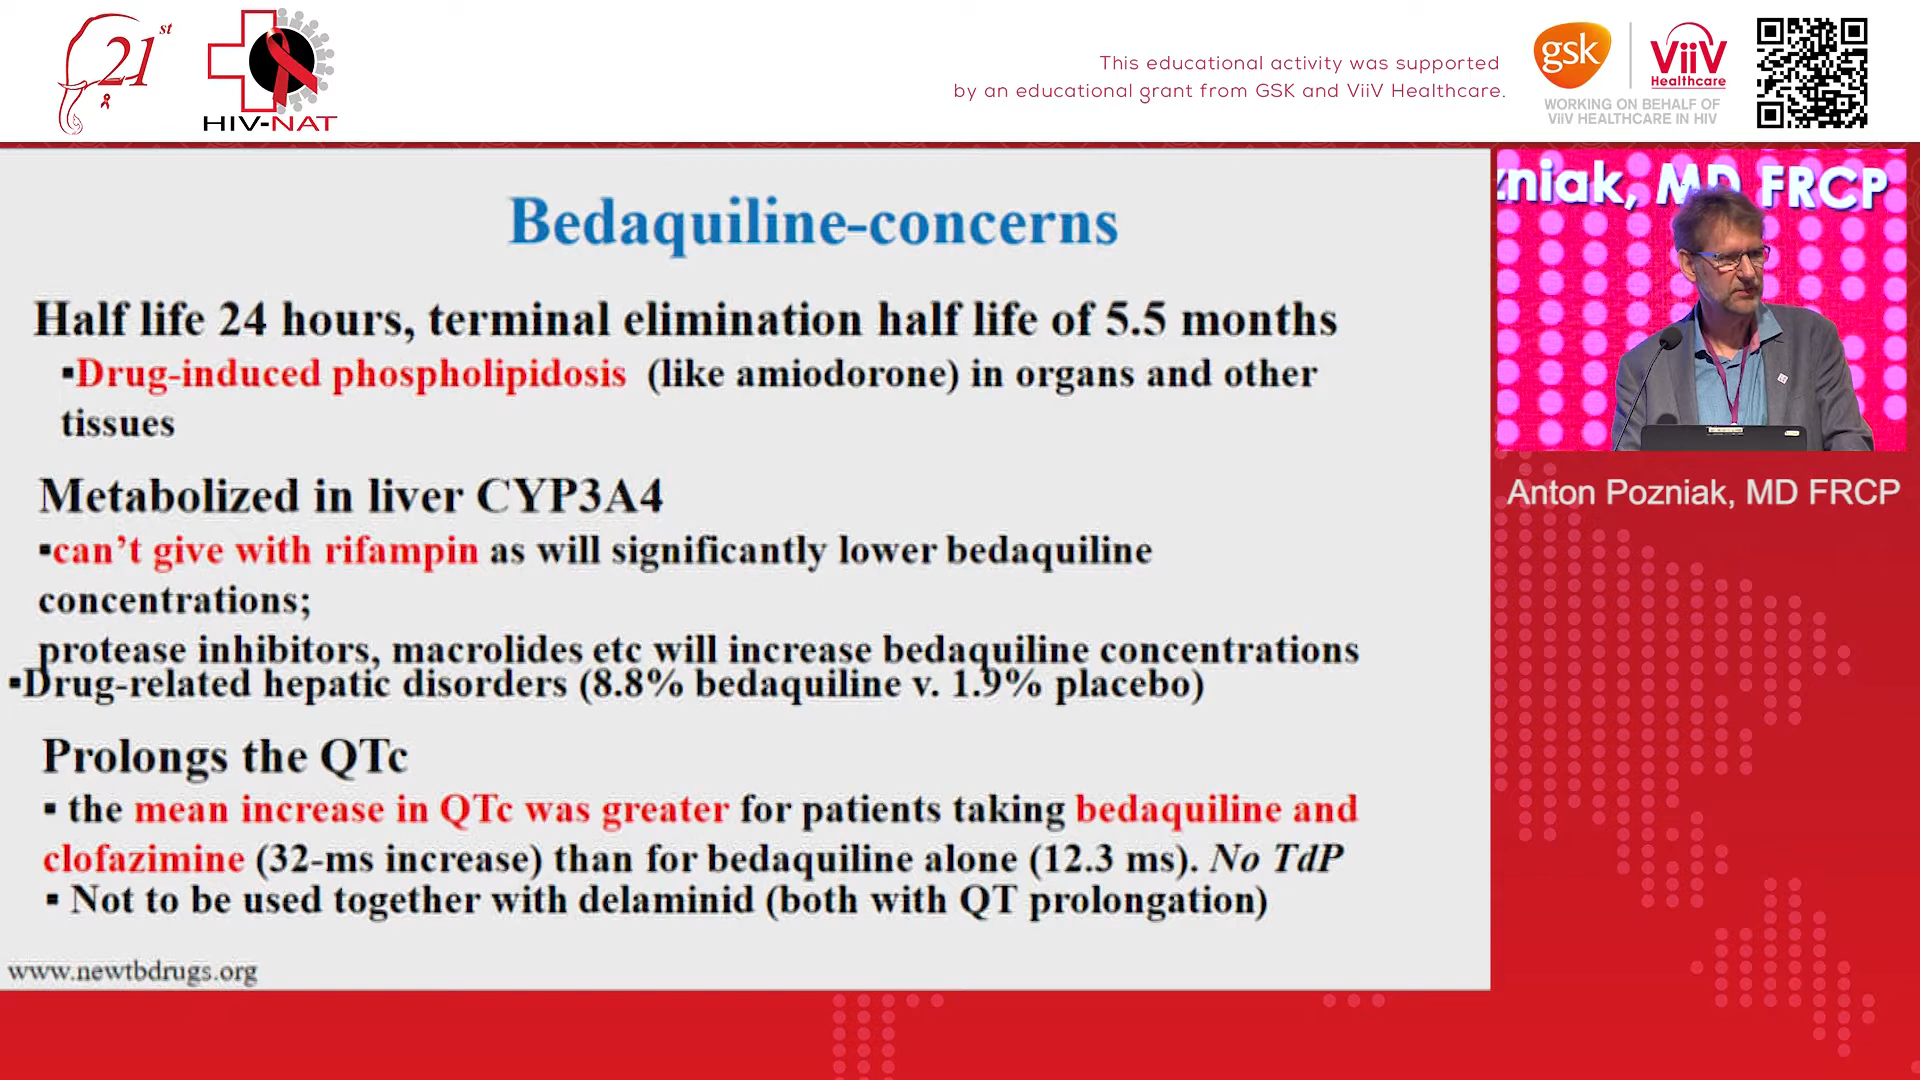 21st
HIV-NAT
This educational activity was supported
by an educational grant from GSK and ViiV Healthcare.
gsk
ViiV
Healthcare
WORKING ON BEHALF OF
ViiV HEALTHCARE IN HIV
Bedaquiline-concerns
Half life 24 hours, terminal elimination half life of 5.5 months
▪Drug-induced phospholipidosis (like amiodorone) in organs and other
tissues
Metabolized in liver CYP3A4
▪can't give with rifampin as will significantly lower bedaquiline
concentrations;
protease inhibitors, macrolides etc will increase bedaquiline concentrations
▪Drug-related hepatic disorders (8.8% bedaquiline v. 1.9% placebo)
Prolongs the QTc
▪ the mean increase in QTc was greater for patients taking bedaquiline and
clofazimine (32-ms increase) than for bedaquiline alone (12.3 ms). No TdP
▪ Not to be used together with delaminid (both with QT prolongation)
www.newtbdrugs.org
zniak, MD FRCP
Anton Pozniak, MD FRCP